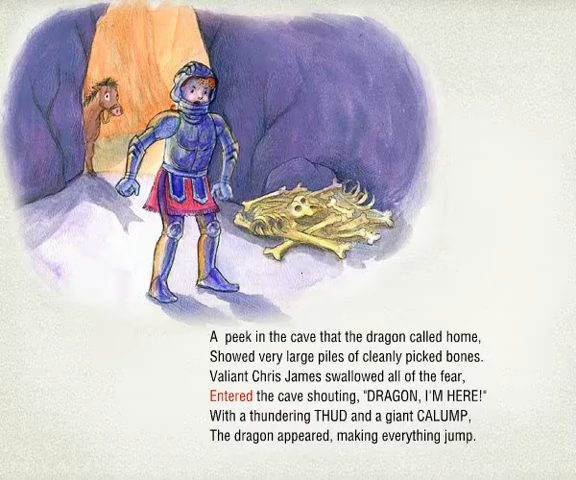 A  peek in the cave that the dragon called home,
Showed very large piles of cleanly picked bones.
Valiant Chris James swallowed all of the fear,
Entered the cave shouting, "DRAGON, I'M HERE!"
With a thundering THUD and a giant CALUMP,
The dragon appeared, making everything jump.